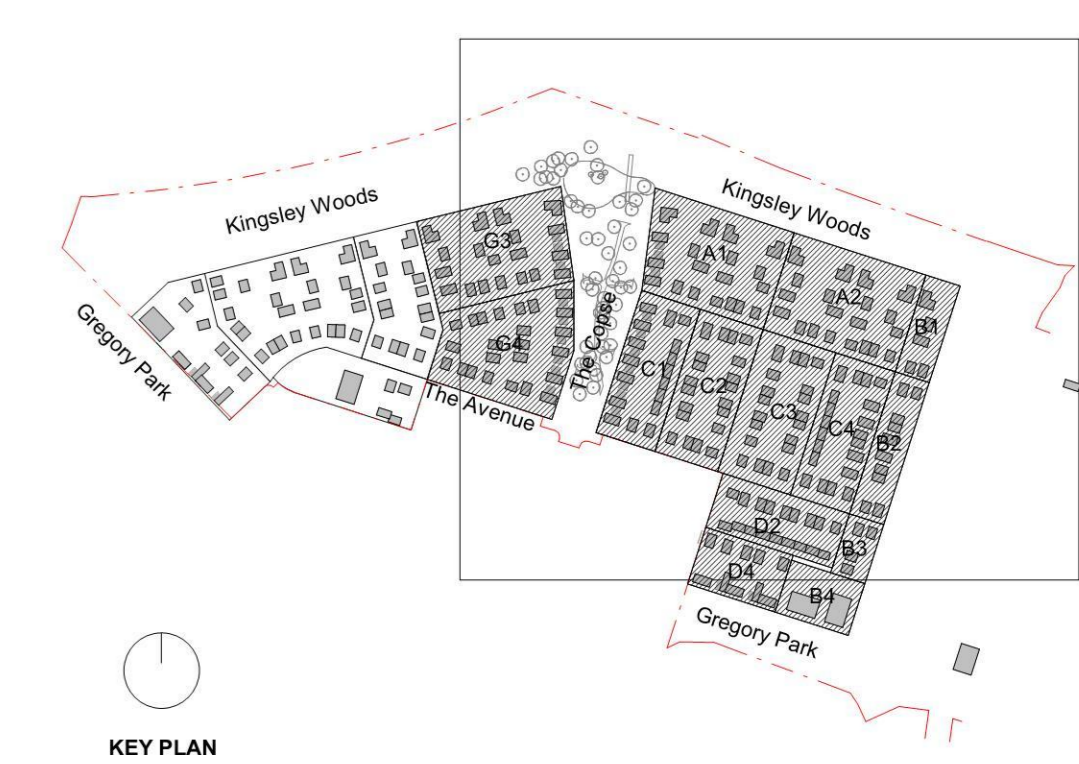 Kingsley Woods
Kingsley Woods
G3
A1
A2
B1
Gregory Park
G4
The Copse
C1
C2
C3
C4
B2
The Avenue
D2
B3
D4
B4
Gregory Park
KEY PLAN